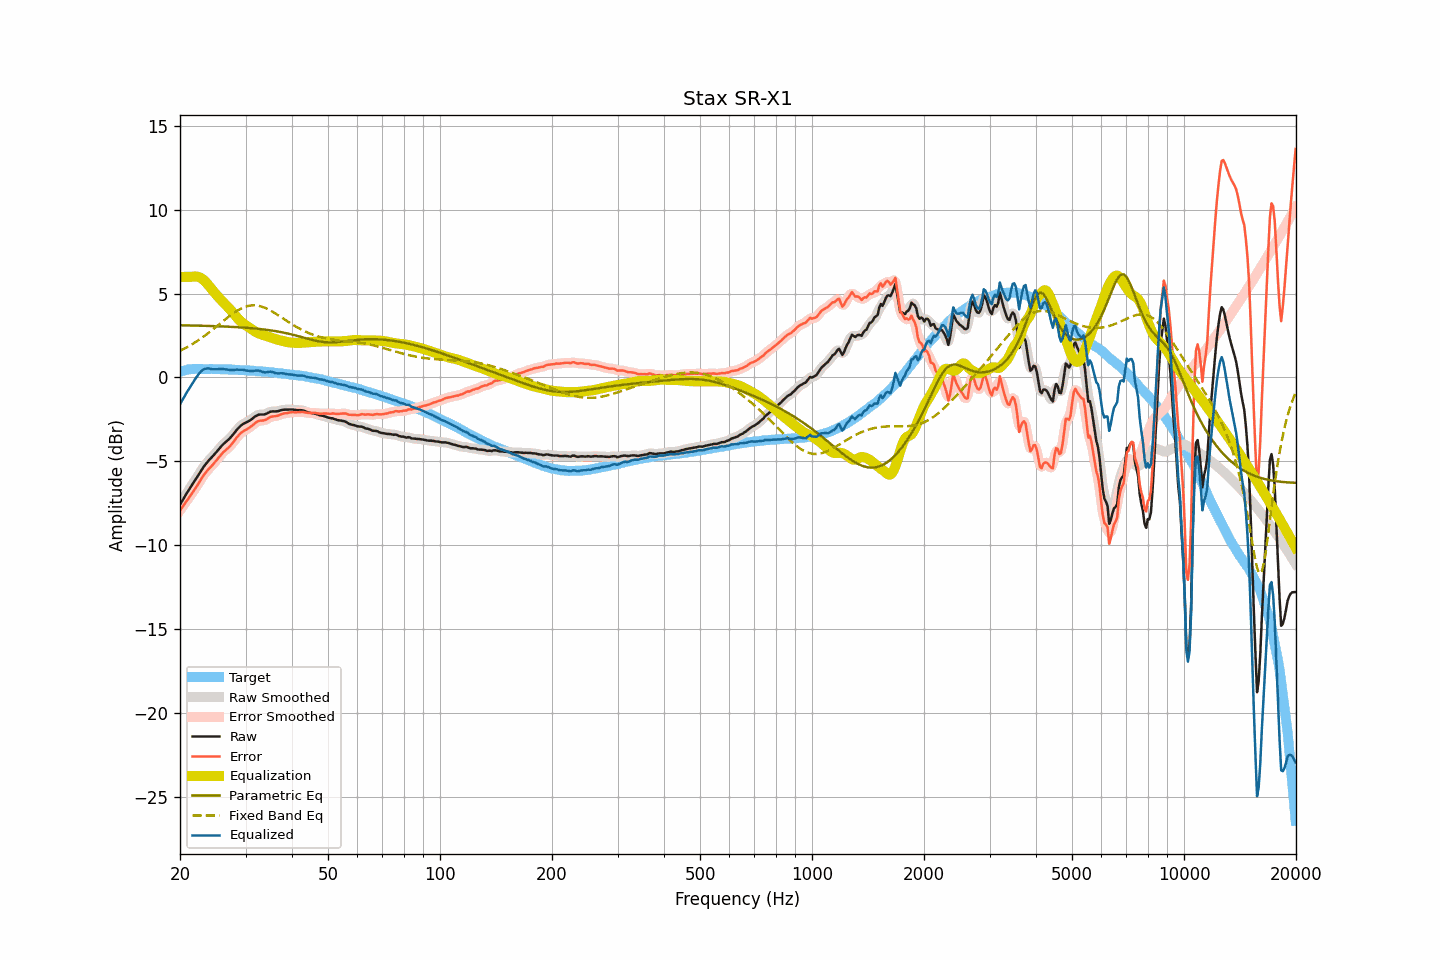 Stax SR-X1
15
10
5
0
−5
−10
−15
−20
−25
Amplitude (dBr)
Target
Raw Smoothed
Error Smoothed
Raw
Error
Equalization
Parametric Eq
Fixed Band Eq
Equalized
20 50 100 200 500 1000 2000 5000 10000 20000
Frequency (Hz)